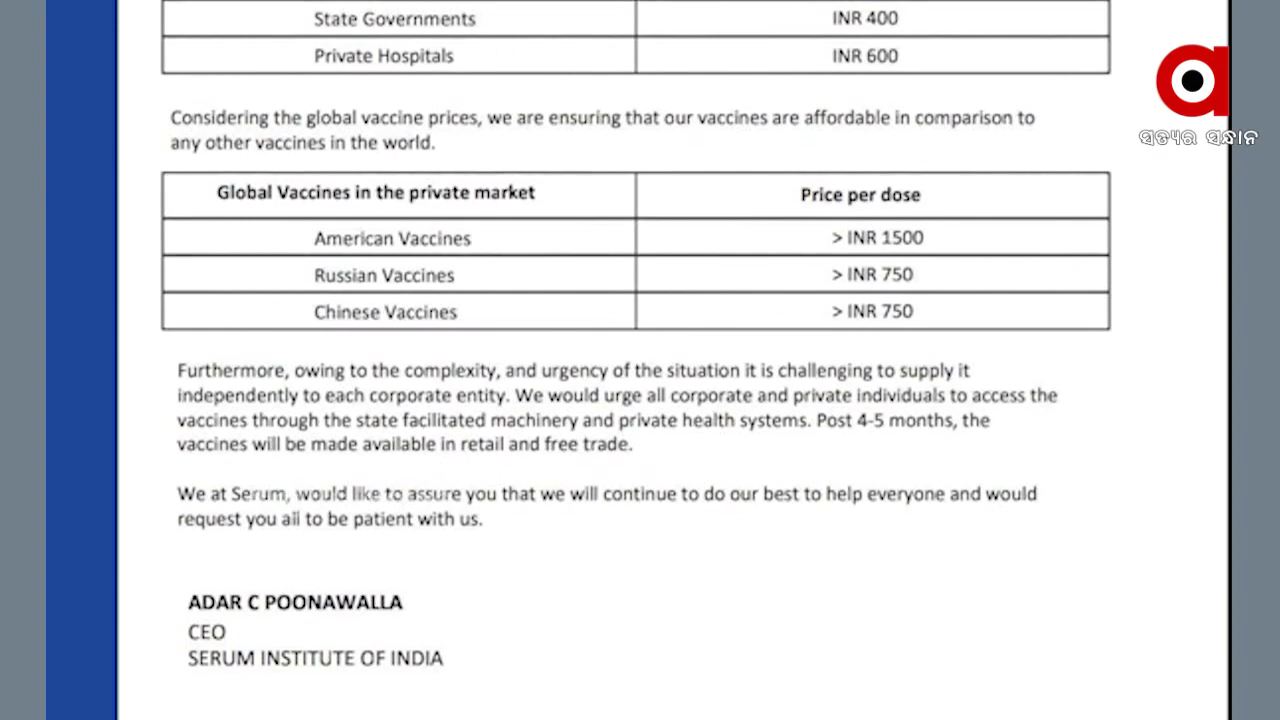 State Governments INR 400
Private Hospitals INR 600
Considering the global vaccine prices, we are ensuring that our vaccines are affordable in comparison to
any other vaccines in the world.
Global Vaccines in the private market Price per dose
American Vaccines > INR 1500
Russian Vaccines > INR 750
Chinese Vaccines > INR 750
Furthermore, owing to the complexity, and urgency of the situation it is challenging to supply it
independently to each corporate entity. We would urge all corporate and private individuals to access the
vaccines through the state facilitated machinery and private health systems. Post 4-5 months, the
vaccines will be made available in retail and free trade.
We at Serum, would like to assure you that we will continue to do our best to help everyone and would
request you all to be patient with us.
ADAR C POONAWALLA
CEO
SERUM INSTITUTE OF INDIA
a
ସତ୍ୟର ସନ୍ଧାନ